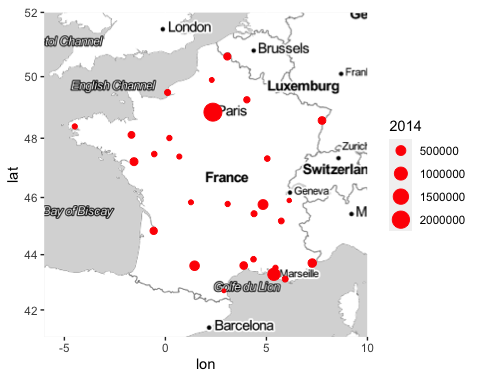 52
50
48
46
44
42
lat
-5
0
5
10
lon
London
Ge
tol Channel
Brussels
English Channel
Frank
Luxemburg
Paris
Zurich
Switzerlan
France
Geneva
Bay of Biscay
M
Marseille
Golfe du Lion
Barcelona
2014
500000
1000000
1500000
2000000